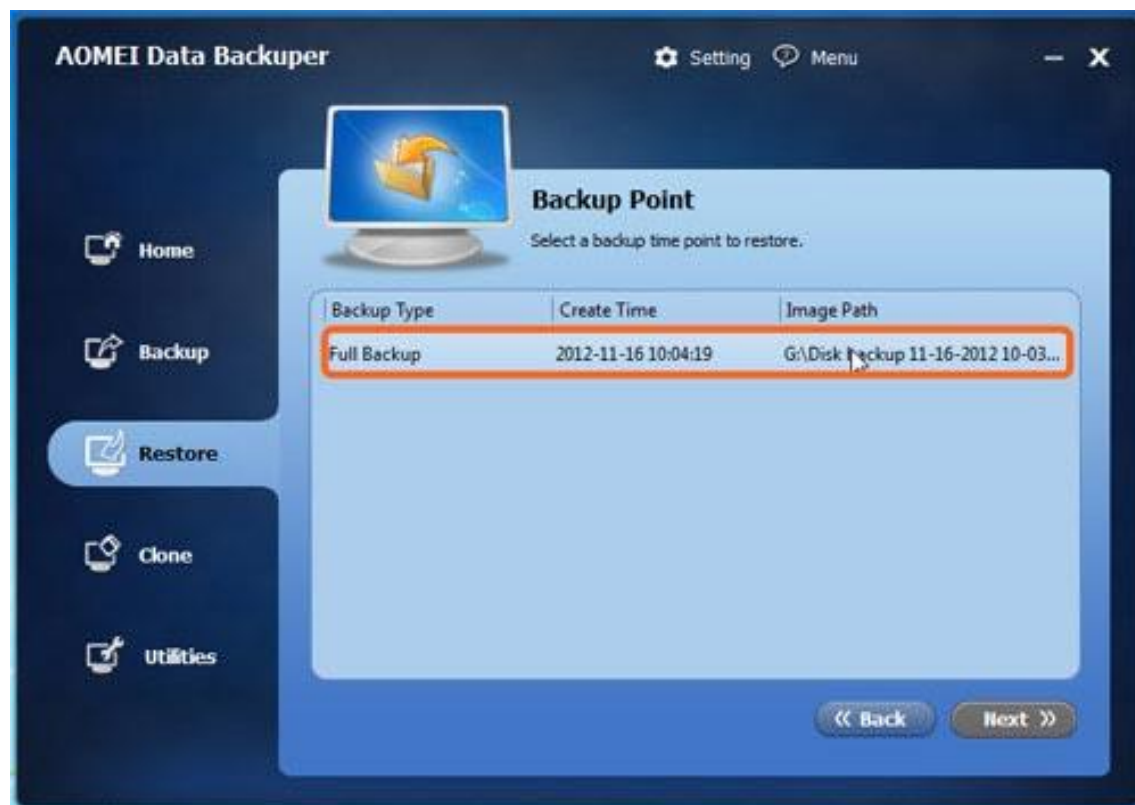 AOMEI Data Backuper
Setting Menu
Backup Point
Select a backup time point to restore.
Home
Backup
Restore
Clone
Utilities
Backup Type Create Time Image Path
Full Backup 2012-11-16 10:04:19 G:\Disk backup 11-16-2012 10-03...
<< Back Next >>